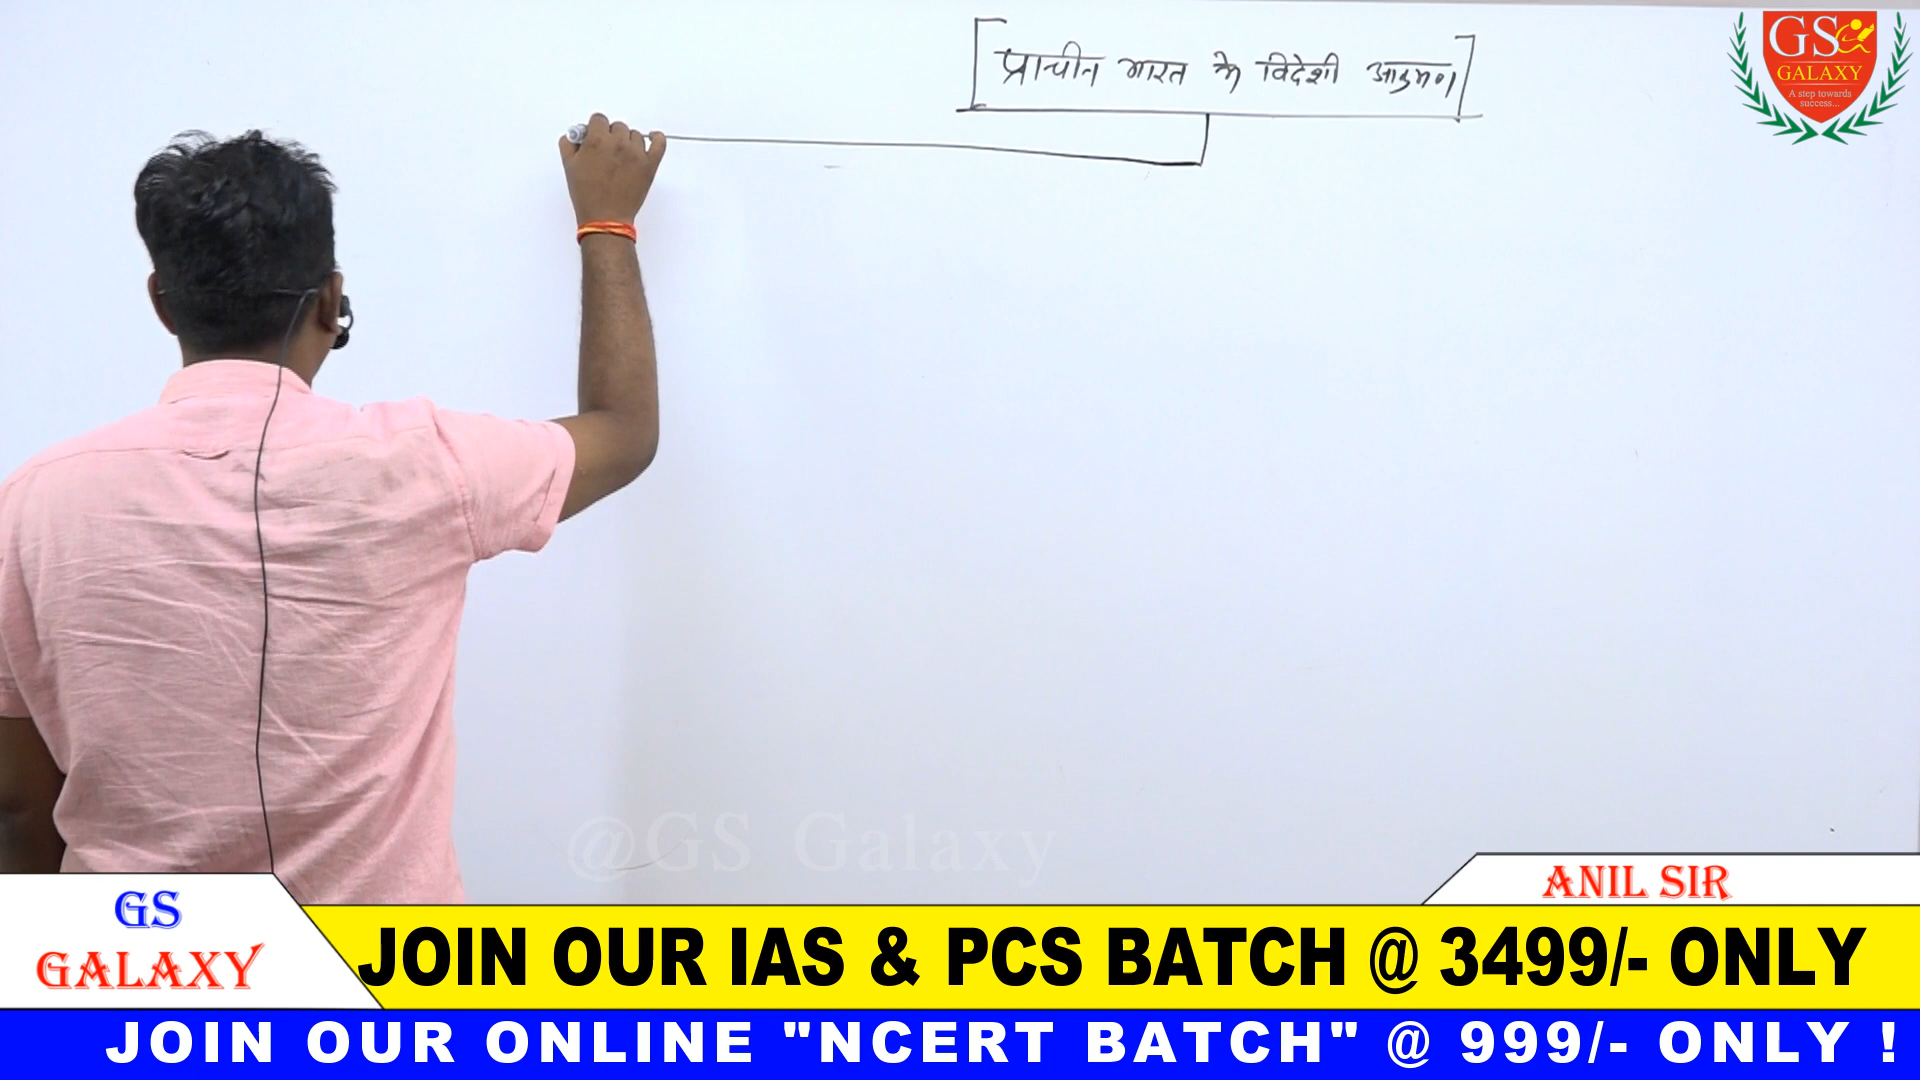 [प्राचीन भारत के विदेशी आक्रमण]
GS
GALAXY
A step towards
success...
@GS Galaxy
ANIL SIR
GS
GALAXY
JOIN OUR IAS & PCS BATCH @ 3499/- ONLY
JOIN OUR ONLINE "NCERT BATCH" @ 999/- ONLY !